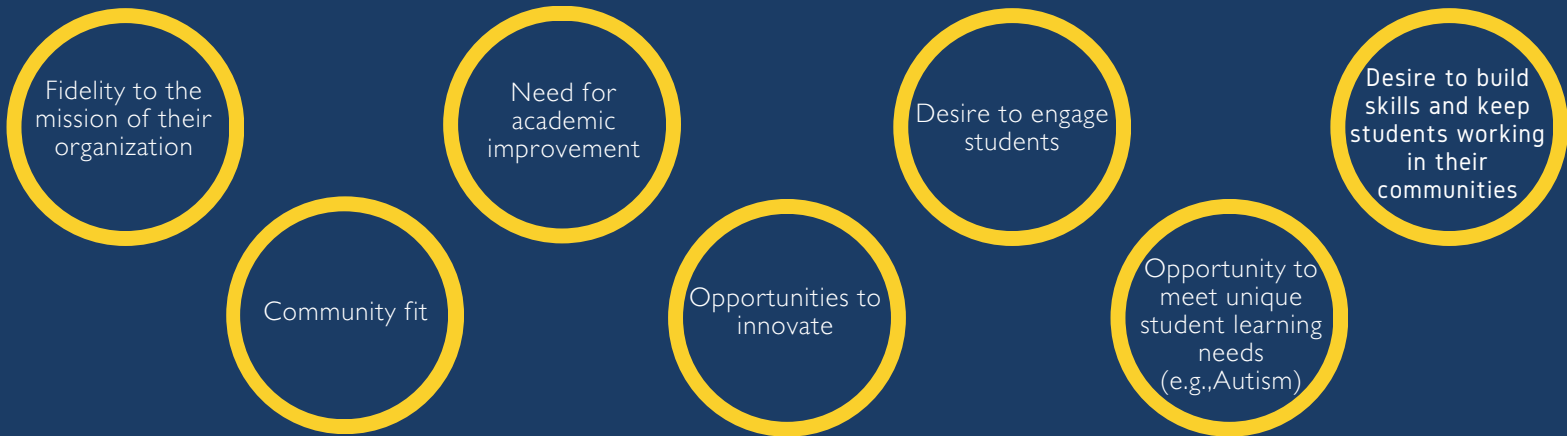 Fidelity to the
mission of their
organization
Community fit
Need for
academic
improvement
Opportunities to
innovate
Desire to engage
students
Opportunity to
meet unique
student learning
needs
(e.g.,Autism)
Desire to build
skills and keep
students working
in their
communities